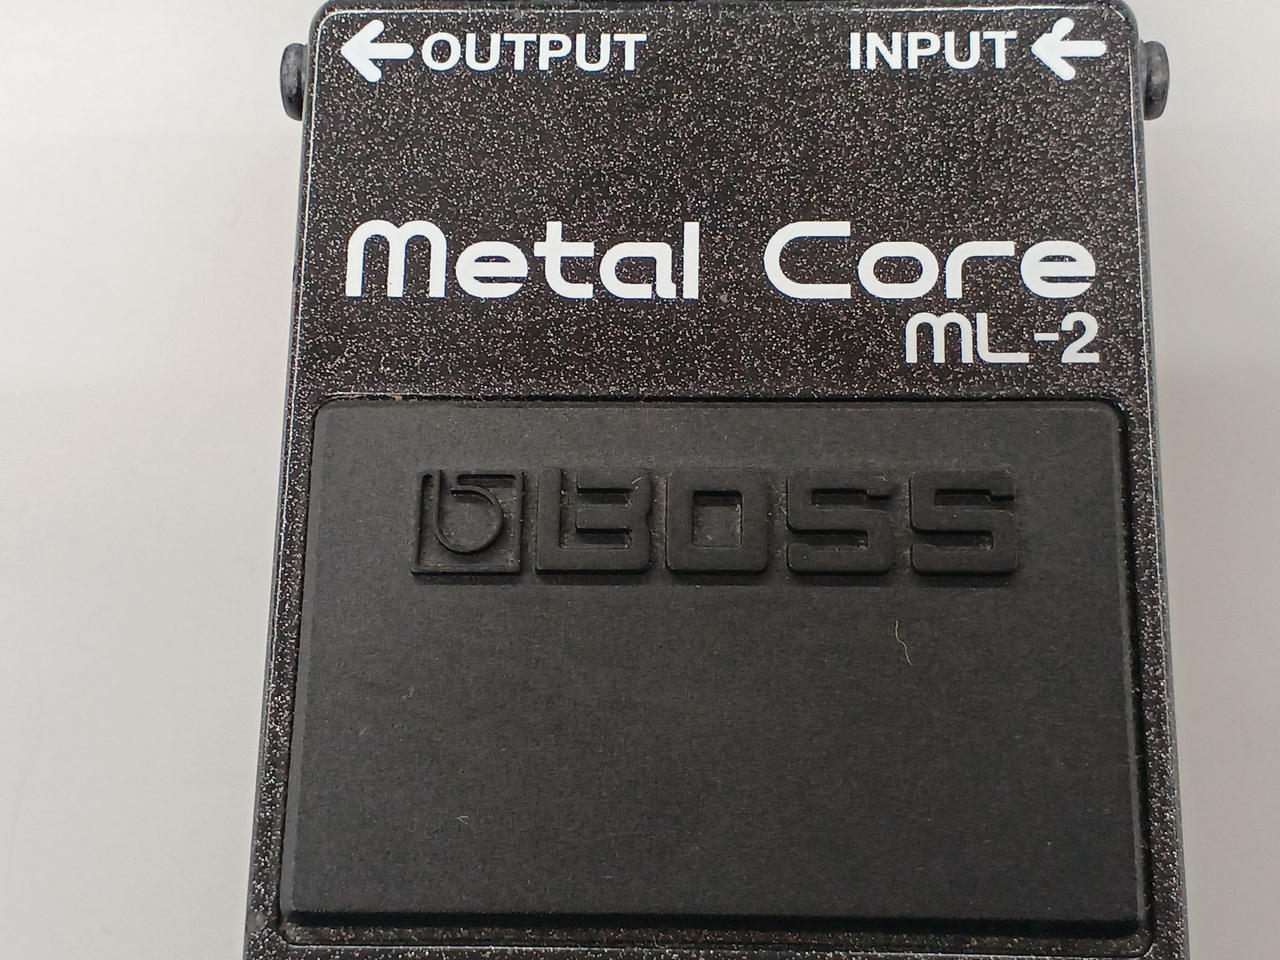 OUTPUT INPUT
Metal Core
ML-2
BOSS